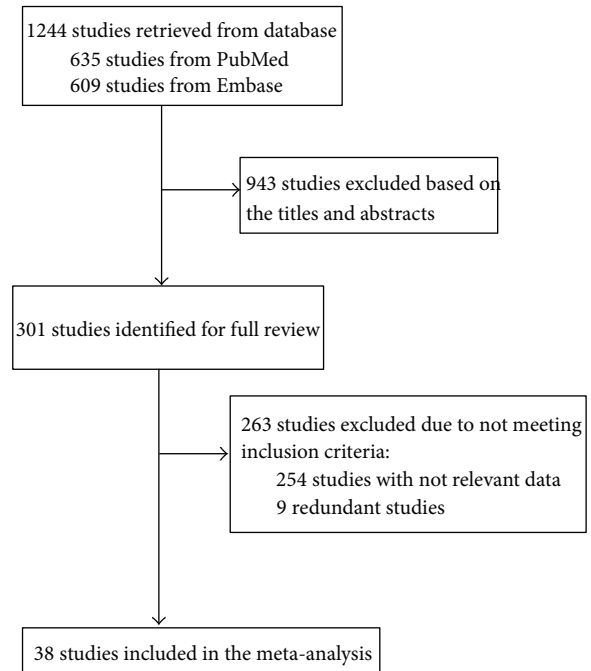 1244 studies retrieved from database
635 studies from PubMed
609 studies from Embase
943 studies excluded based on
the titles and abstracts
301 studies identified for full review
263 studies excluded due to not meeting
inclusion criteria:
254 studies with not relevant data
9 redundant studies
38 studies included in the meta-analysis